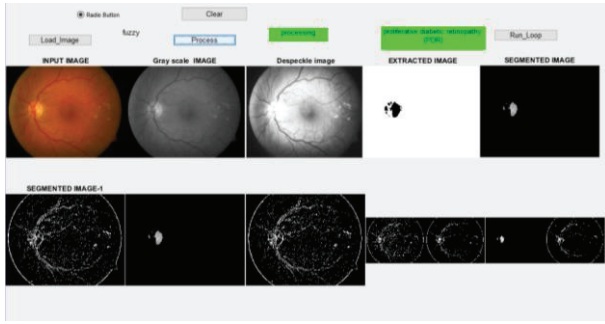 Radio Button
Clear
Load_Image
fuzzy
Process
processing
proliferative diabetic retinopathy
(PDR)
Run_Loop
INPUT IMAGE
Gray scale IMAGE
Despeckle image
EXTRACTED IMAGE
SEGMENTED IMAGE
SEGMENTED IMAGE-1